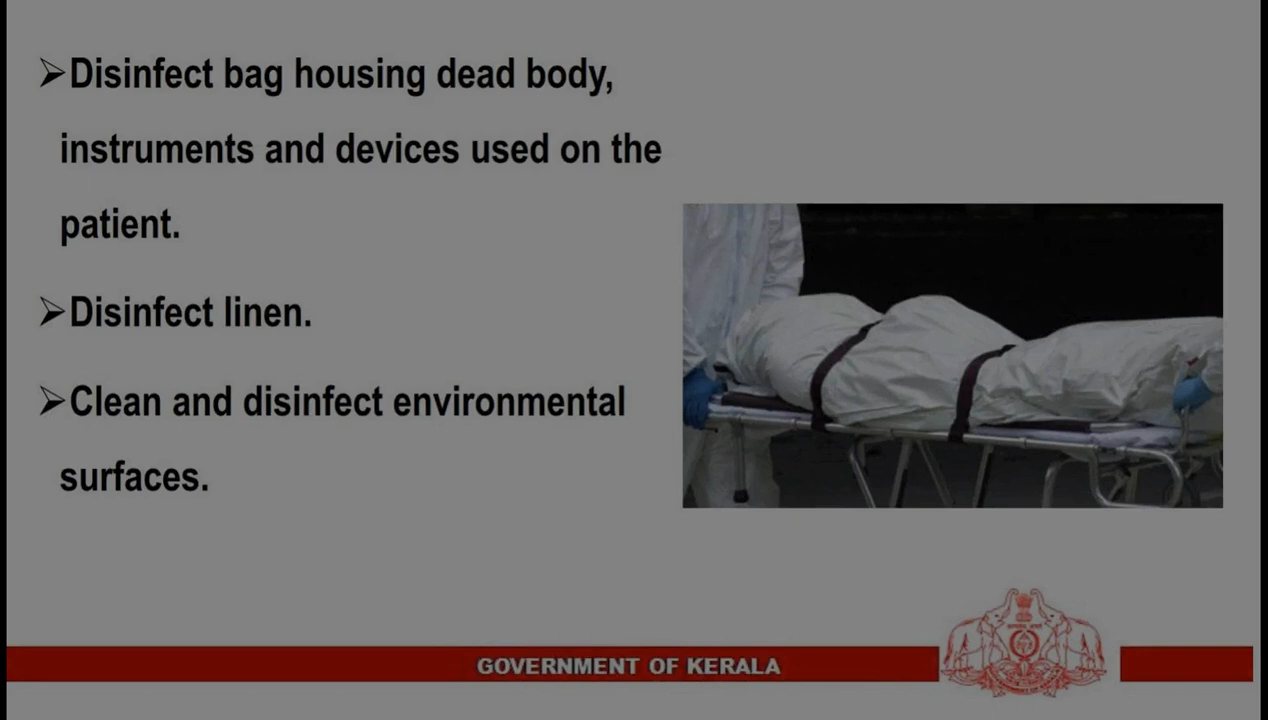 ➢Disinfect bag housing dead body,
instruments and devices used on the
patient.
➢Disinfect linen.
➢Clean and disinfect environmental
surfaces.
GOVERNMENT OF KERALA